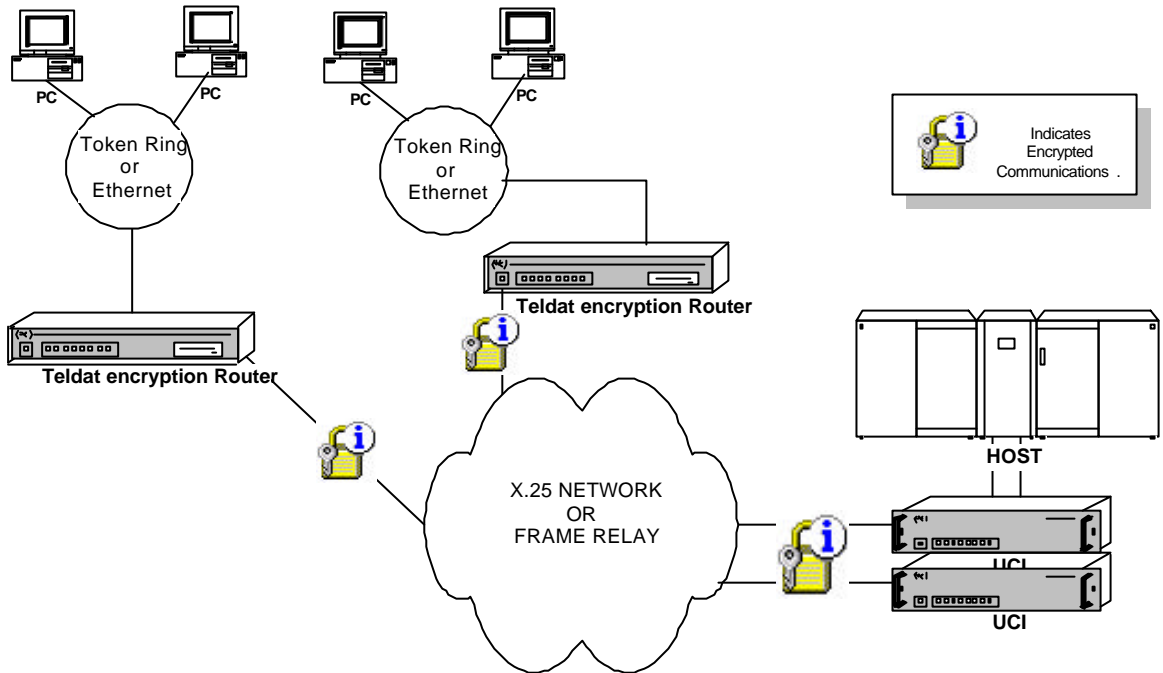 PC
PC
PC
PC
Token Ring
or
Ethernet
Token Ring
or
Ethernet
Indicates
Encrypted
Communications .
Teldat encryption Router
Teldat encryption Router
HOST
X.25 NETWORK
OR
FRAME RELAY
UCI
UCI